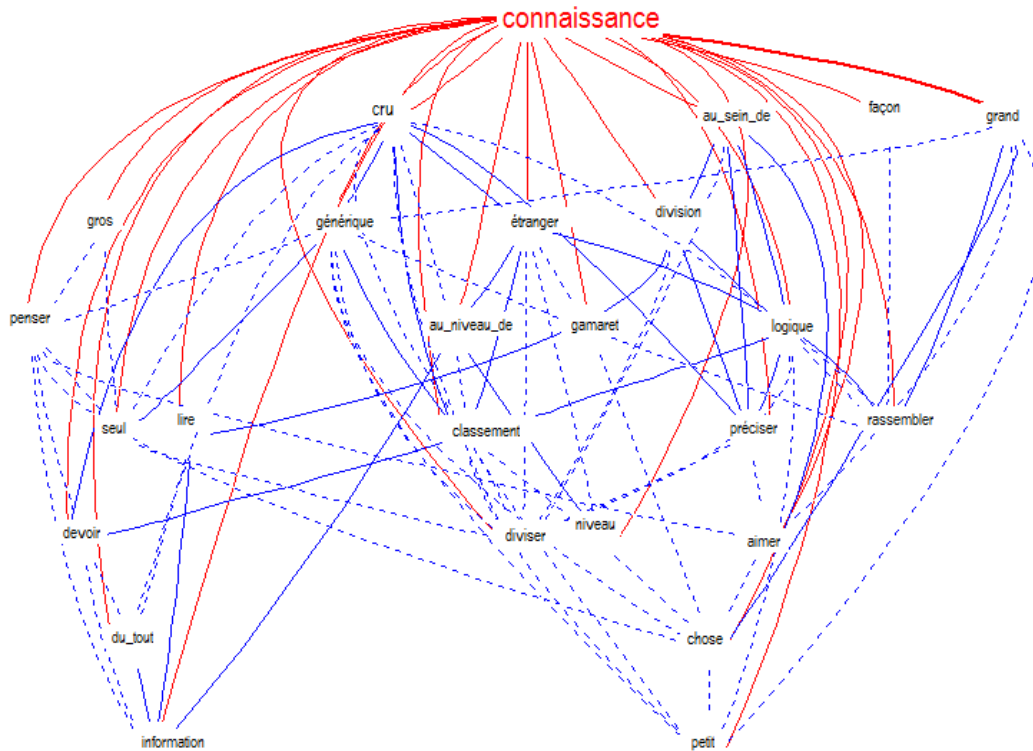 connaissance
cru
au_sein_de
façon
grand
gros
générique
étranger
division
penser
au_niveau_de
gamaret
logique
seul
lire
classement
préciser
rassembler
devoir
diviser
niveau
aimer
du_tout
chose
information
petit